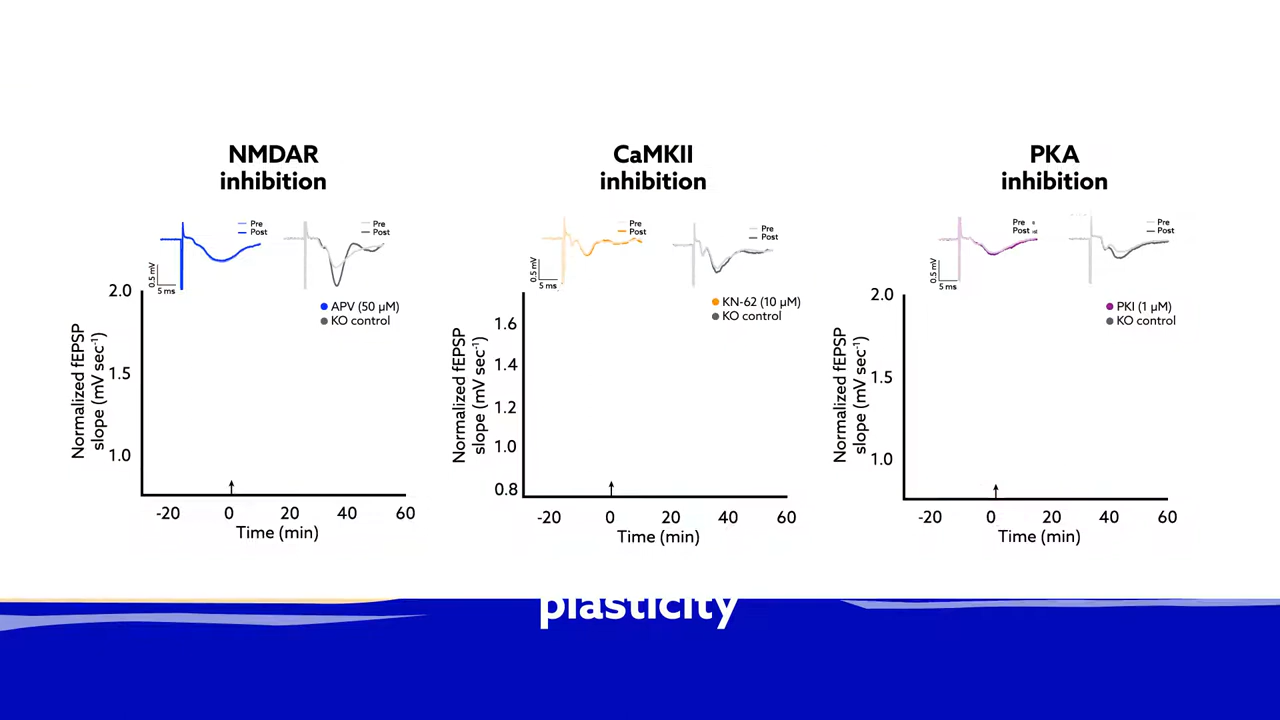 NMDAR
inhibition
Pre
Post
Pre
Post
0.5 mV
5 ms
APV (50 µM)
KO control
Normalized fEPSP
slope (mV sec⁻¹)
2.0
1.5
1.0
-20 0 20 40 60
Time (min)
CaMKII
inhibition
Pre
Post
Pre
Post
0.5 mV
5 ms
KN-62 (10 µM)
KO control
Normalized fEPSP
slope (mV sec⁻¹)
1.6
1.4
1.2
1.0
0.8
-20 0 20 40 60
Time (min)
PKA
inhibition
Pre
Post
Pre
Post
0.5 mV
5 ms
PKI (1 µM)
KO control
Normalized fEPSP
slope (mV sec⁻¹)
2.0
1.5
1.0
-20 0 20 40 60
Time (min)
plasticity